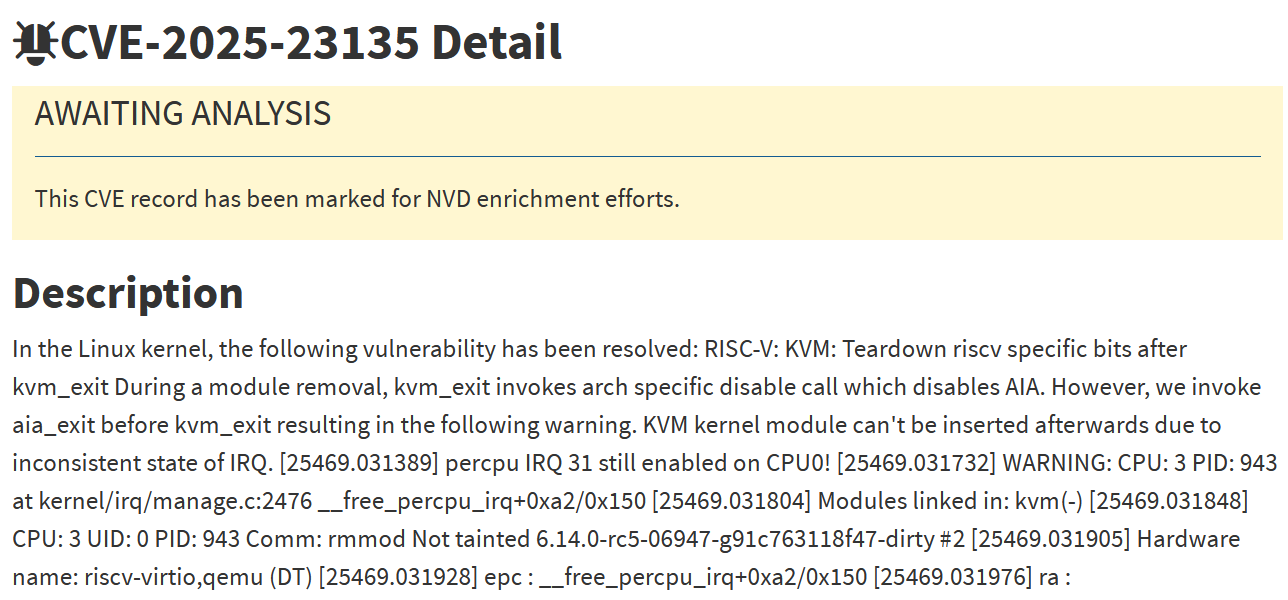 CVE-2025-23135 Detail
AWAITING ANALYSIS
This CVE record has been marked for NVD enrichment efforts.
Description
In the Linux kernel, the following vulnerability has been resolved: RISC-V: KVM: Teardown riscv specific bits after
kvm_exit During a module removal, kvm_exit invokes arch specific disable call which disables AIA. However, we invoke
aia_exit before kvm_exit resulting in the following warning. KVM kernel module can't be inserted afterwards due to
inconsistent state of IRQ. [25469.031389] percpu IRQ 31 still enabled on CPU0! [25469.031732] WARNING: CPU: 3 PID: 943
at kernel/irq/manage.c:2476 __free_percpu_irq+0xa2/0x150 [25469.031804] Modules linked in: kvm(-) [25469.031848]
CPU: 3 UID: 0 PID: 943 Comm: rmmod Not tainted 6.14.0-rc5-06947-g91c763118f47-dirty #2 [25469.031905] Hardware
name: riscv-virtio,qemu (DT) [25469.031928] epc : __free_percpu_irq+0xa2/0x150 [25469.031976] ra :